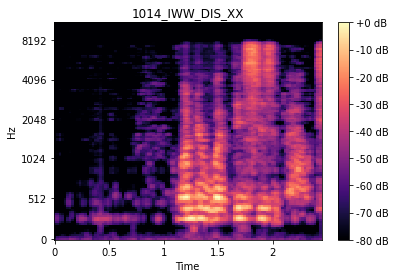 1014_IWW_DIS_XX
8192
4096
2048
1024
512
0
Hz
0
0.5
1
1.5
2
Time
+0 dB
-10 dB
-20 dB
-30 dB
-40 dB
-50 dB
-60 dB
-70 dB
-80 dB